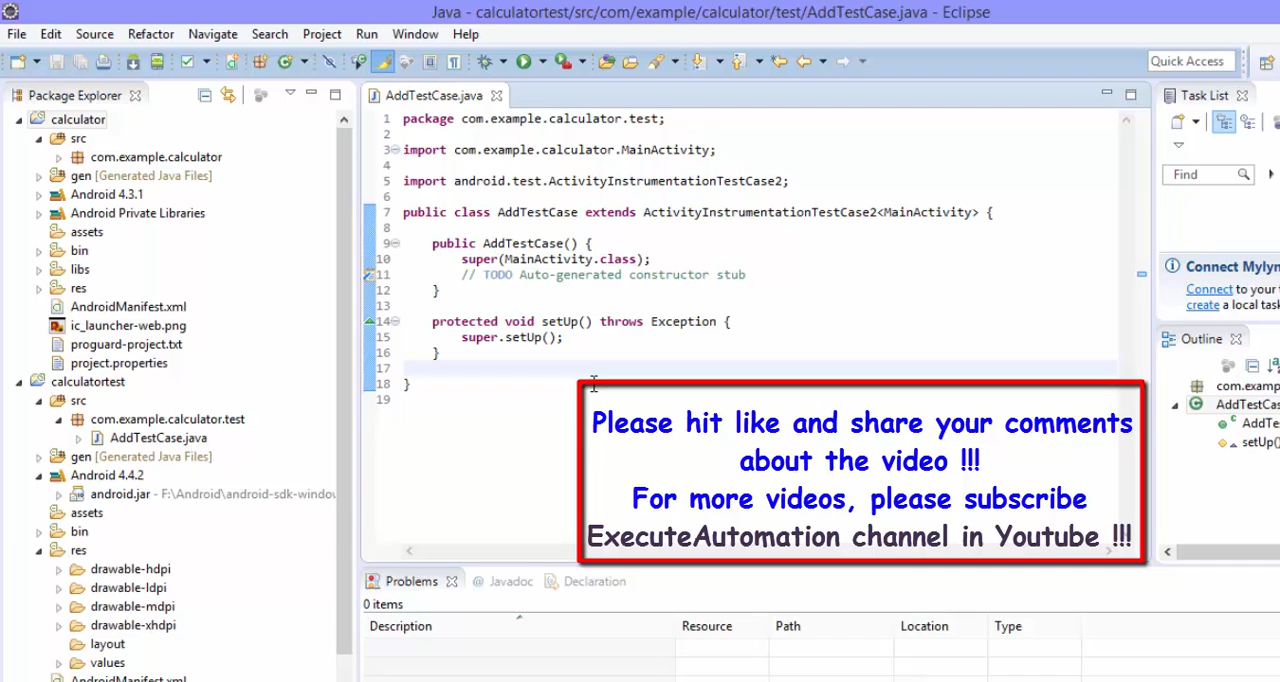 Java - calculatortest/src/com/example/calculator/test/AddTestCase.java - Eclipse
File Edit Source Refactor Navigate Search Project Run Window Help
Quick Access
Package Explorer
calculator
src
com.example.calculator
gen [Generated Java Files]
Android 4.3.1
Android Private Libraries
assets
bin
libs
res
AndroidManifest.xml
ic_launcher-web.png
proguard-project.txt
project.properties
calculatortest
src
com.example.calculator.test
AddTestCase.java
gen [Generated Java Files]
Android 4.4.2
android.jar - F:\Android\android-sdk-window
assets
bin
res
drawable-hdpi
drawable-ldpi
drawable-mdpi
drawable-xhdpi
layout
values
AndroidManifest.xml
AddTestCase.java
1 package com.example.calculator.test;
2
3 import com.example.calculator.MainActivity;
4
5 import android.test.ActivityInstrumentationTestCase2;
6
7 public class AddTestCase extends ActivityInstrumentationTestCase2<MainActivity> {
8
9 public AddTestCase() {
10 super(MainActivity.class);
11 // TODO Auto-generated constructor stub
12 }
13
14 protected void setUp() throws Exception {
15 super.setUp();
16 }
17
18 }
19
Please hit like and share your comments
about the video !!!
For more videos, please subscribe
ExecuteAutomation channel in Youtube !!!
Problems @ Javadoc Declaration
0 items
Description Resource Path Location Type
Task List
Find
Connect Mylyn
Connect to your t
create a local task
Outline
com.examp
AddTestCas
AddTe
setUp()